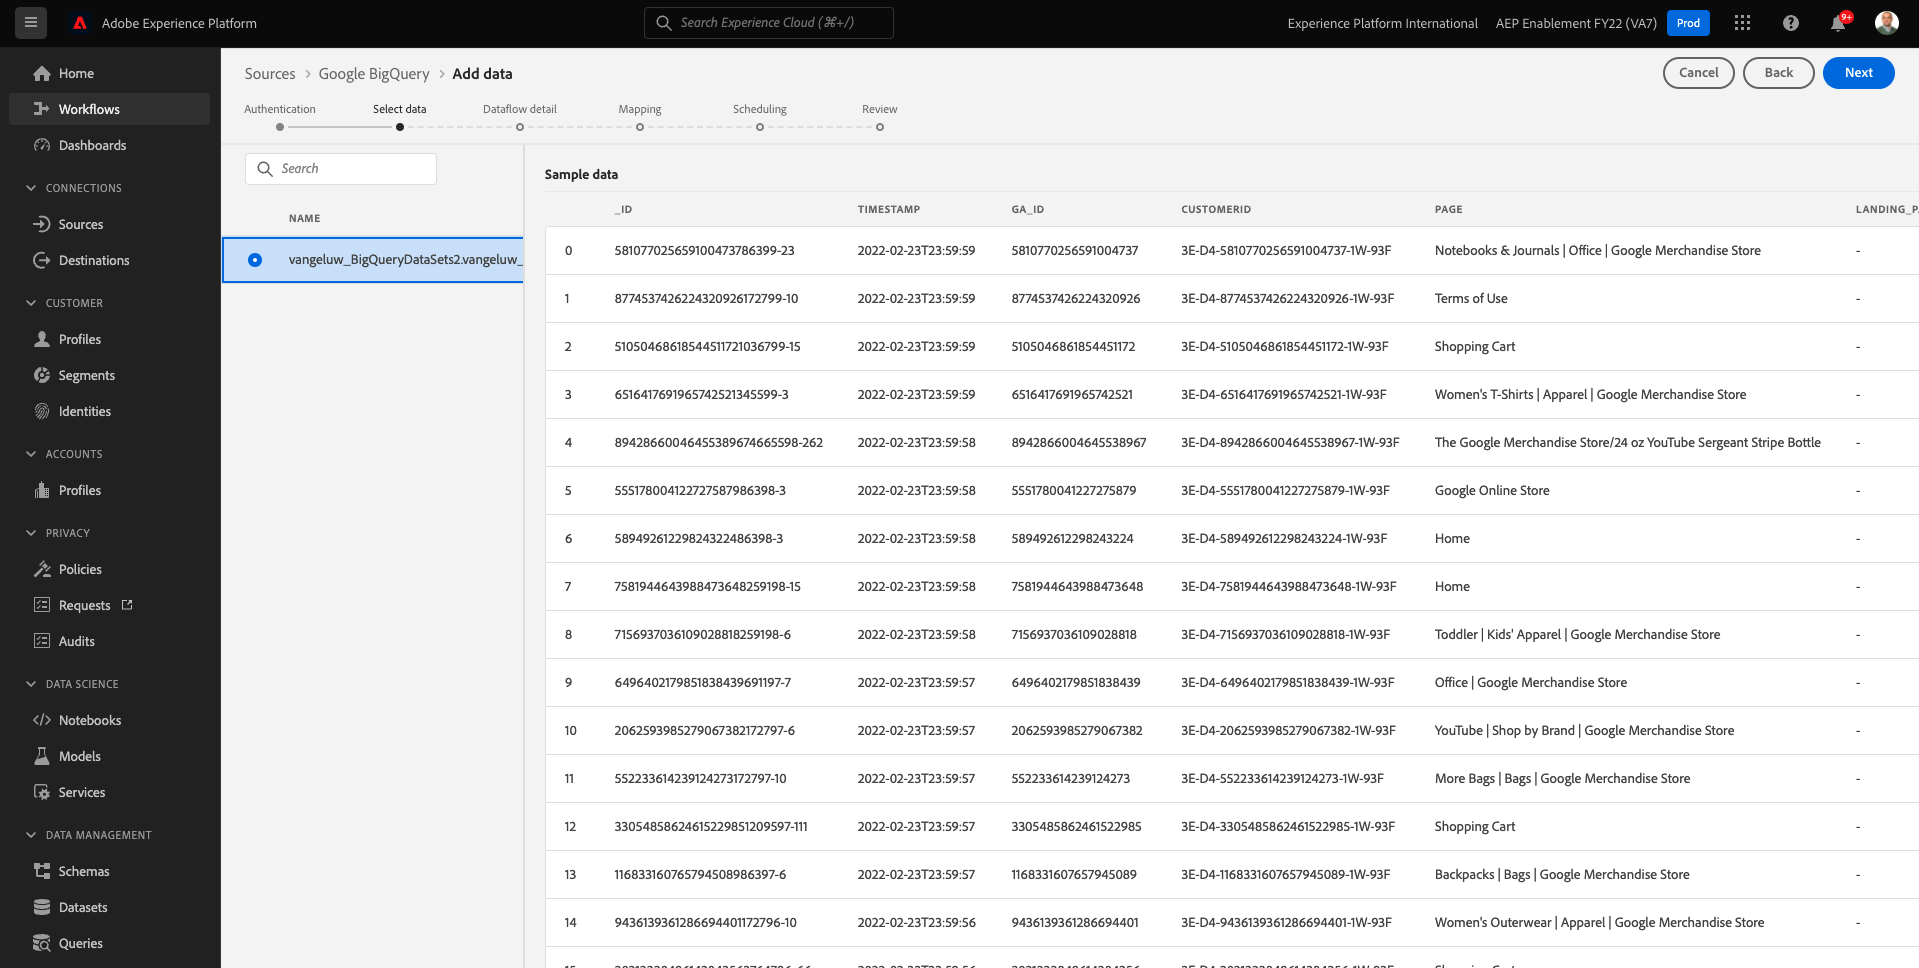 Adobe Experience Platform
Search Experience Cloud (⌘+/)
Experience Platform International
AEP Enablement FY22 (VA7)
Prod
9+
Home
Workflows
Dashboards
CONNECTIONS
Sources
Destinations
CUSTOMER
Profiles
Segments
Identities
ACCOUNTS
Profiles
PRIVACY
Policies
Requests
Audits
DATA SCIENCE
Notebooks
Models
Services
DATA MANAGEMENT
Schemas
Datasets
Queries
Sources > Google BigQuery > Add data
Cancel
Back
Next
Authentication
Select data
Dataflow detail
Mapping
Scheduling
Review
Search
NAME
vangeluw_BigQueryDataSets2.vangeluw_
Sample data
_ID TIMESTAMP GA_ID CUSTOMERID PAGE LANDING_PA
0 581077025659100473786399-23 2022-02-23T23:59:59 5810770256591004737 3E-D4-5810770256591004737-1W-93F Notebooks & Journals | Office | Google Merchandise Store -
1 8774537426224320926172799-10 2022-02-23T23:59:59 8774537426224320926 3E-D4-8774537426224320926-1W-93F Terms of Use -
2 51050468618544511721036799-15 2022-02-23T23:59:59 5105046861854451172 3E-D4-5105046861854451172-1W-93F Shopping Cart -
3 6516417691965742521345599-3 2022-02-23T23:59:59 6516417691965742521 3E-D4-6516417691965742521-1W-93F Women's T-Shirts | Apparel | Google Merchandise Store -
4 89428660046455389674665598-262 2022-02-23T23:59:58 8942866004645538967 3E-D4-8942866004645538967-1W-93F The Google Merchandise Store/24 oz YouTube Sergeant Stripe Bottle -
5 555178004122727587986398-3 2022-02-23T23:59:58 5551780041227275879 3E-D4-5551780041227275879-1W-93F Google Online Store -
6 58949261229824322486398-3 2022-02-23T23:59:58 589492612298243224 3E-D4-589492612298243224-1W-93F Home -
7 7581944643988473648259198-15 2022-02-23T23:59:58 7581944643988473648 3E-D4-7581944643988473648-1W-93F Home -
8 7156937036109028818259198-6 2022-02-23T23:59:58 7156937036109028818 3E-D4-7156937036109028818-1W-93F Toddler | Kids' Apparel | Google Merchandise Store -
9 6496402179851838439691197-7 2022-02-23T23:59:57 6496402179851838439 3E-D4-6496402179851838439-1W-93F Office | Google Merchandise Store -
10 2062593985279067382172797-6 2022-02-23T23:59:57 2062593985279067382 3E-D4-2062593985279067382-1W-93F YouTube | Shop by Brand | Google Merchandise Store -
11 552233614239124273172797-10 2022-02-23T23:59:57 552233614239124273 3E-D4-552233614239124273-1W-93F More Bags | Bags | Google Merchandise Store -
12 33054858624615229851209597-111 2022-02-23T23:59:57 3305485862461522985 3E-D4-3305485862461522985-1W-93F Shopping Cart -
13 116833160765794508986397-6 2022-02-23T23:59:57 1168331607657945089 3E-D4-1168331607657945089-1W-93F Backpacks | Bags | Google Merchandise Store -
14 9436139361286694401172796-10 2022-02-23T23:59:56 9436139361286694401 3E-D4-9436139361286694401-1W-93F Women's Outerwear | Apparel | Google Merchandise Store -